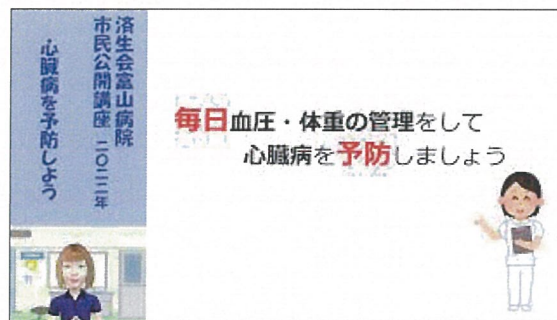 済生会富山病院
市民公開講座 二〇二二年
心臓病を予防しよう
毎日血圧・体重の管理をして
心臓病を予防しましょう